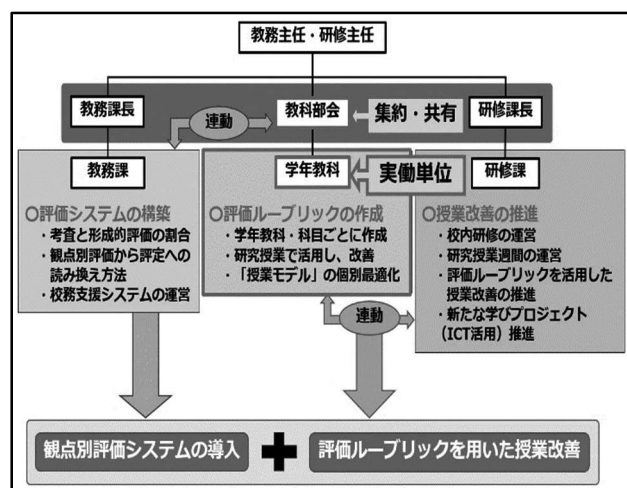 教務主任・研修主任
教務課長
連動
教科部会
集約・共有
研修課長
教務課
学年教科
実働単位
研修課
○評価システムの構築
・考査と形成的評価の割合
・観点別評価から評定への
読み換え方法
・校務支援システムの運営
○評価ルーブリックの作成
・学年教科・科目ごとに作成
・研究授業で活用し、改善
・「授業モデル」の個別最適化
○授業改善の推進
・校内研修の運営
・研究授業週間の運営
・評価ルーブリックを活用した
授業改善の推進
・新たな学びプロジェクト
（ICT活用）推進
連動
観点別評価システムの導入
+
評価ルーブリックを用いた授業改善